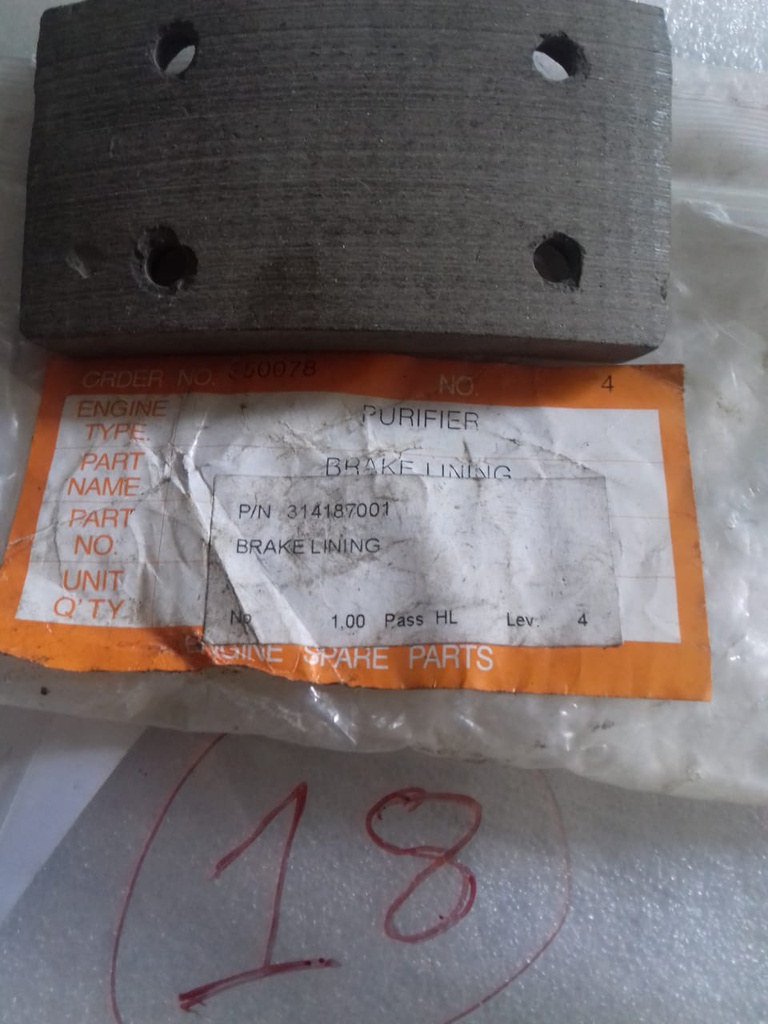 ORDER NO. 350078 NO. 4
ENGINE TYPE. PURIFIER
PART NAME BRAKE LINING
PART NO.
P/N 314187001
BRAKE LINING
UNIT Q'TY
No 1,00 Pass HL Lev. 4
ENGINE SPARE PARTS
18